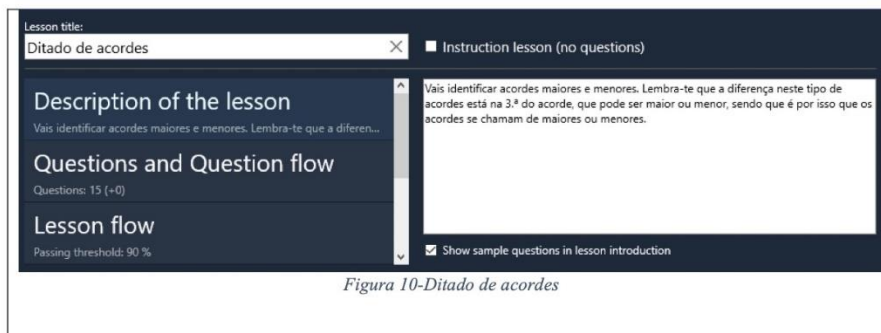 Lesson title:
Ditado de acordes
Instruction lesson (no questions)
Description of the lesson
Vais identificar acordes maiores e menores. Lembra-te que a diferen...
Questions and Question flow
Questions: 15 (+0)
Lesson flow
Passing threshold: 90 %
Vais identificar acordes maiores e menores. Lembra-te que a diferença neste tipo de
acordes está na 3.ª do acorde, que pode ser maior ou menor, sendo que é por isso que os
acordes se chamam de maiores ou menores.
Show sample questions in lesson introduction
Figura 10-Ditado de acordes